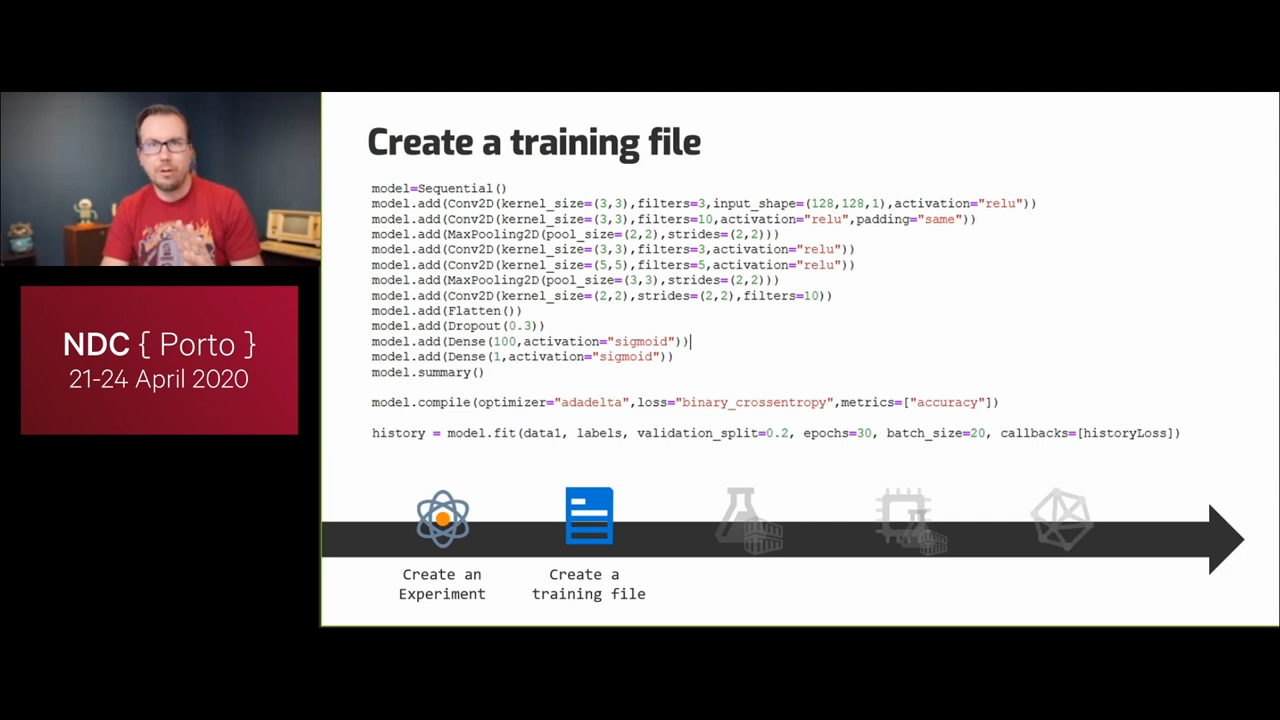 Create a training file
model=Sequential()
model.add(Conv2D(kernel_size=(3,3),filters=3,input_shape=(128,128,1),activation="relu"))
model.add(Conv2D(kernel_size=(3,3),filters=10,activation="relu",padding="same"))
model.add(MaxPooling2D(pool_size=(2,2),strides=(2,2)))
model.add(Conv2D(kernel_size=(3,3),filters=3,activation="relu"))
model.add(Conv2D(kernel_size=(5,5),filters=5,activation="relu"))
model.add(MaxPooling2D(pool_size=(3,3),strides=(2,2)))
model.add(Conv2D(kernel_size=(2,2),strides=(2,2),filters=10))
model.add(Flatten())
model.add(Dropout(0.3))
model.add(Dense(100,activation="sigmoid"))
model.add(Dense(1,activation="sigmoid"))
model.summary()
model.compile(optimizer="adadelta",loss="binary_crossentropy",metrics=["accuracy"])
history = model.fit(data1, labels, validation_split=0.2, epochs=30, batch_size=20, callbacks=[historyLoss])
NDC { Porto }
21-24 April 2020
Create an
Experiment
Create a
training file